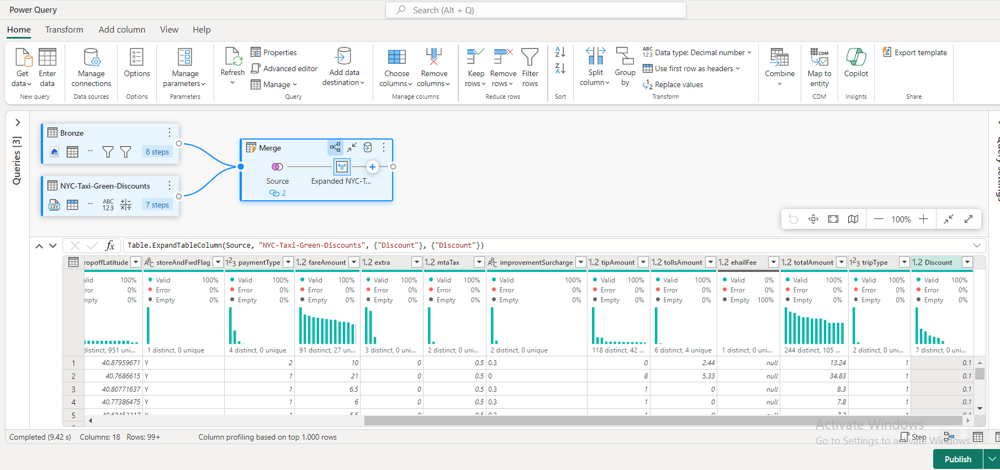 Power Query
Search (Alt + Q)
Home Transform Add column View Help
Get data
Enter data
New query
Manage connections
Data sources
Options
Options
Manage parameters
Parameters
Refresh
Properties
Advanced editor
Manage
Add data destination
Query
Choose columns
Remove columns
Manage columns
Keep rows
Remove rows
Filter rows
Reduce rows
Sort
Split column
Group by
Data type: Decimal number
Use first row as headers
Replace values
Transform
Combine
Map to entity
CDM
Copilot
Insights
Export template
Share
Queries [3]
Bronze
8 steps
NYC-Taxi-Green-Discounts
CSV
ABC
123
7 steps
Merge
Source
Expanded NYC-T...
2
100%
fx
Table.ExpandTableColumn(Source, "NYC-Taxi-Green-Discounts", {"Discount"}, {"Discount"})
ropoffLatitude storeAndFwdFlag paymentType 1.2 fareAmount 1.2 extra 1.2 mtaTax improvementSurcharge 1.2 tipAmount 1.2 tollsAmount 1.2 ehailFee 1.2 totalAmount tripType 1.2 Discount
alid 100% Valid 100% Valid 100% Valid 100% Valid 100% Valid 100% Valid 100% Valid 100% Valid 100% Valid 0% Valid 100% Valid 100% Valid 100%
ror 0% Error 0% Error 0% Error 0% Error 0% Error 0% Error 0% Error 0% Error 0% Error 0% Error 0% Error 0% Error 0%
mpty 0% Empty 0% Empty 0% Empty 0% Empty 0% Empty 0% Empty 0% Empty 0% Empty 0% Empty 100% Empty 0% Empty 0% Empty 0%
distinct, 951 uni... 1 distinct, 0 unique 4 distinct, 0 unique 91 distinct, 27 un... 3 distinct, 0 uni... 2 distinct, 0 uni... 2 distinct, 0 unique 118 distinct, 42 ... 6 distinct, 4 unique 1 distinct, 0 uni... 244 distinct, 105 ... 2 distinct, 0 uni... 7 distinct, 0 uni...
1 40.87959671 Y 2 10 0 0.5 0.3 0 2.44 null 13.24 1 0.1
2 40.7686615 Y 1 21 0 0.5 0 8 5.33 null 34.83 1 0.1
3 40.80771637 Y 1 6.5 0 0.5 0.3 1 0 null 8.3 1 0.1
4 40.77386475 Y 1 6 0 0.5 0.3 1 0 null 7.8 1 0.1
5
Completed (9.42 s) Columns: 18 Rows: 99+ Column profiling based on top 1,000 rows
Step
Activate Windows
Go to Settings to activate Windows.
Publish